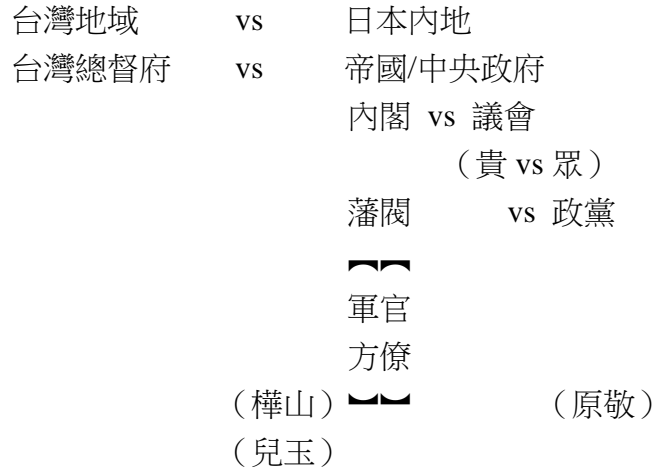 台灣地域 vs 日本內地
台灣總督府 vs 帝國/中央政府
內閣 vs 議會
（貴 vs 眾）
藩閥 vs 政黨
︷
軍官
方僚
（樺山）︸（原敬）
（兒玉）